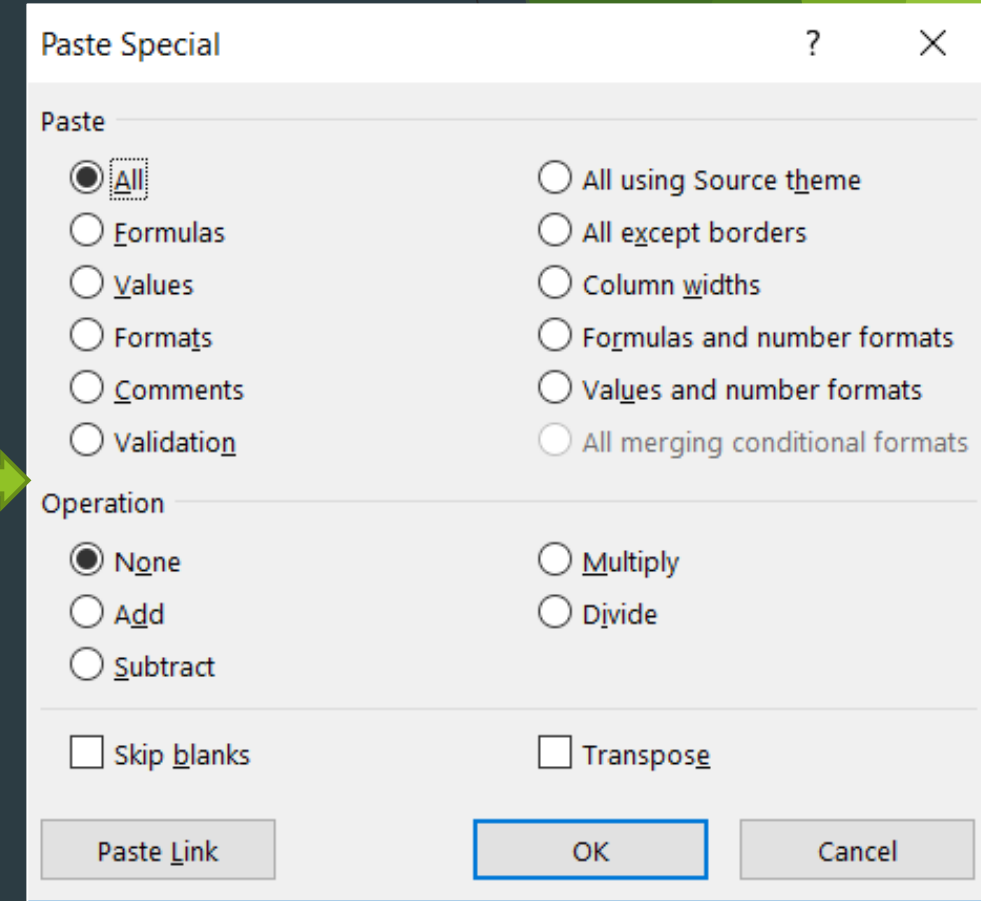 Paste Special ? ×
Paste
All All using Source theme
Formulas All except borders
Values Column widths
Formats Formulas and number formats
Comments Values and number formats
Validation All merging conditional formats
Operation
None Multiply
Add Divide
Subtract
Skip blanks Transpose
Paste Link OK Cancel